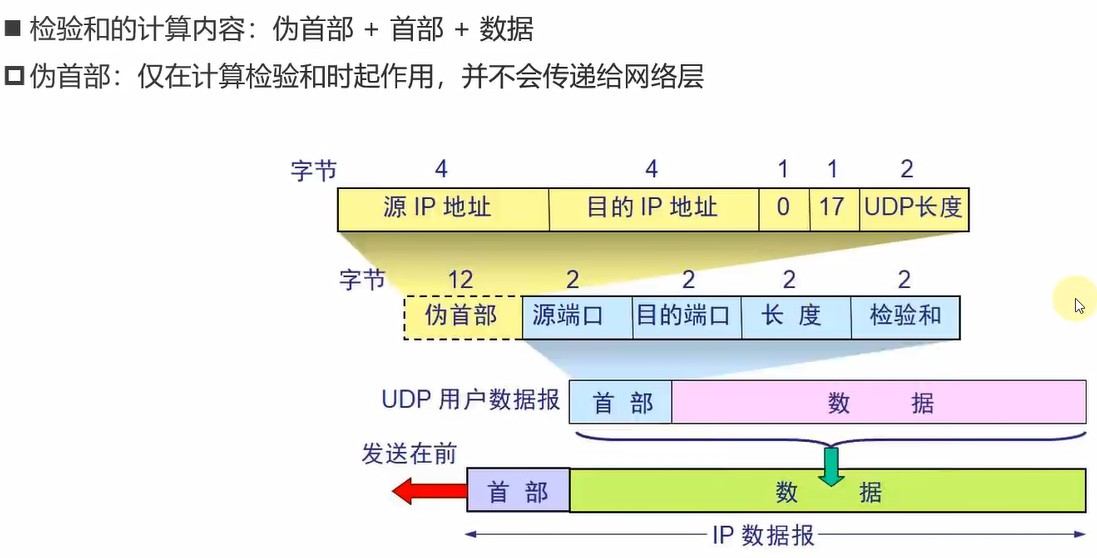 ■ 检验和的计算内容：伪首部 + 首部 + 数据
伪首部：仅在计算检验和时起作用，并不会传递给网络层
字节 4 4 1 1 2
源 IP 地址 目的 IP 地址 0 17 UDP长度
字节 12 2 2 2 2
伪首部 源端口 目的端口 长 度 检验和
UDP 用户数据报 首 部 数 据
发送在前
首 部 数 据
IP 数据报